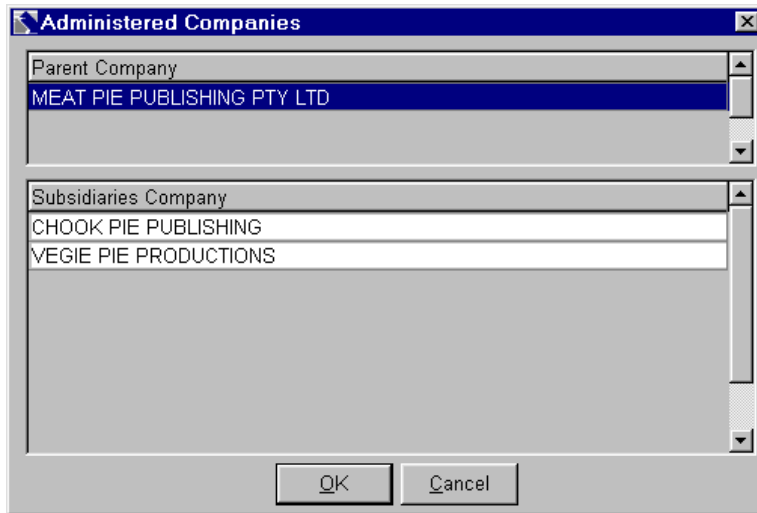 Administered Companies
Parent Company
MEAT PIE PUBLISHING PTY LTD
Subsidiaries Company
CHOOK PIE PUBLISHING
VEGIE PIE PRODUCTIONS
OK Cancel